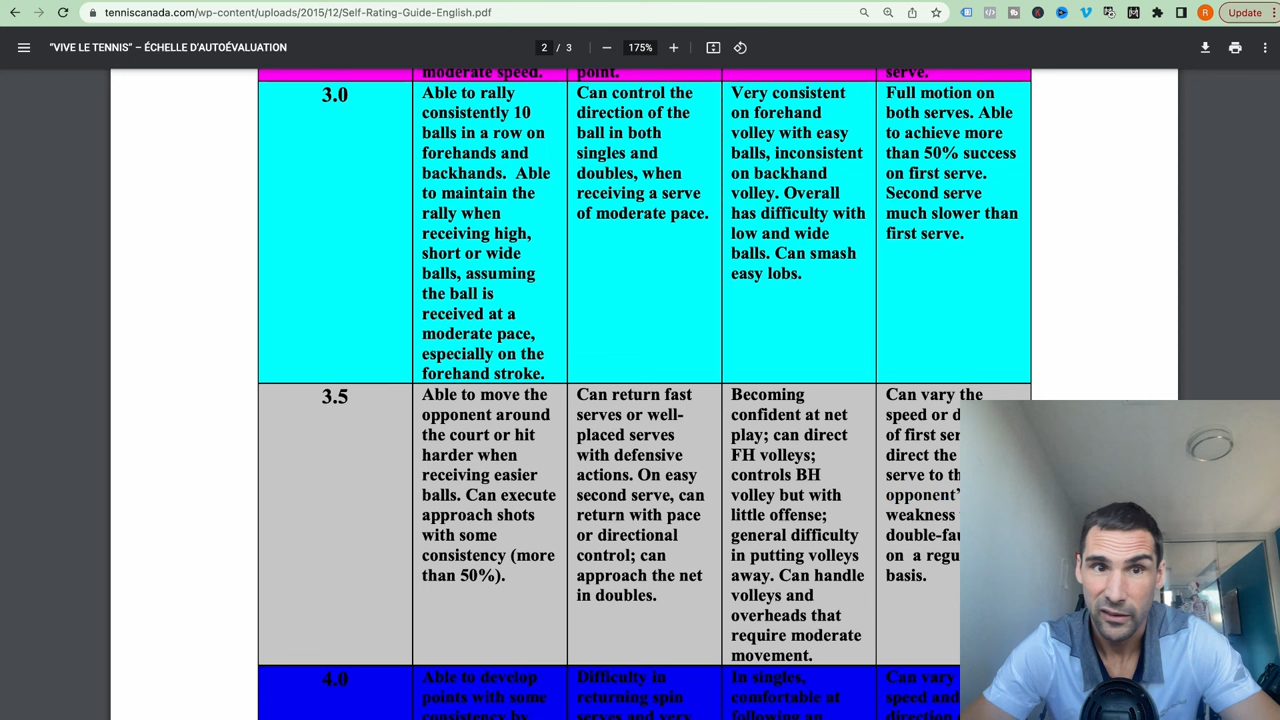 tenniscanada.com/wp-content/uploads/2015/12/Self-Rating-Guide-English.pdf
R
Update
"VIVE LE TENNIS" – ÉCHELLE D'AUTOÉVALUATION
2 / 3
175%
moderate speed.
point.
serve.
3.0
Able to rally
consistently 10
balls in a row on
forehands and
backhands. Able
to maintain the
rally when
receiving high,
short or wide
balls, assuming
the ball is
received at a
moderate pace,
especially on the
forehand stroke.
Can control the
direction of the
ball in both
singles and
doubles, when
receiving a serve
of moderate pace.
Very consistent
on forehand
volley with easy
balls, inconsistent
on backhand
volley. Overall
has difficulty with
low and wide
balls. Can smash
easy lobs.
Full motion on
both serves. Able
to achieve more
than 50% success
on first serve.
Second serve
much slower than
first serve.
3.5
Able to move the
opponent around
the court or hit
harder when
receiving easier
balls. Can execute
approach shots
with some
consistency (more
than 50%).
Can return fast
serves or well-
placed serves
with defensive
actions. On easy
second serve, can
return with pace
or directional
control; can
approach the net
in doubles.
Becoming
confident at net
play; can direct
FH volleys;
controls BH
volley but with
little offense;
general difficulty
in putting volleys
away. Can handle
volleys and
overheads that
require moderate
movement.
Can vary the
speed or d
of first ser
direct the
serve to th
opponent'
weakness
double-fau
on a regu
basis.
4.0
Able to develop
points with some
consistency by
Difficulty in
returning spin
serves and very
In singles,
comfortable at
following an
Can vary
speed and
direction